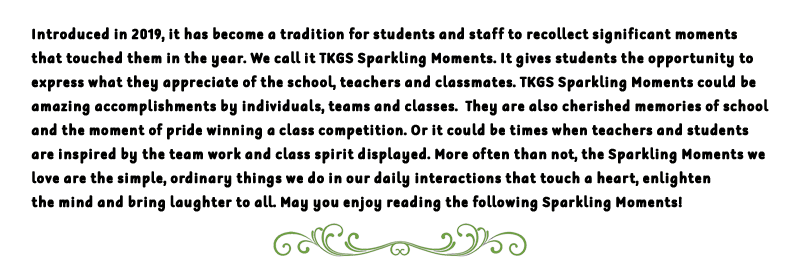 Introduced in 2019, it has become a tradition for students and staff to recollect significant moments
that touched them in the year. We call it TKGS Sparkling Moments. It gives students the opportunity to
express what they appreciate of the school, teachers and classmates. TKGS Sparkling Moments could be
amazing accomplishments by individuals, teams and classes.  They are also cherished memories of school
and the moment of pride winning a class competition. Or it could be times when teachers and students
are inspired by the team work and class spirit displayed. More often than not, the Sparkling Moments we
love are the simple, ordinary things we do in our daily interactions that touch a heart, enlighten
the mind and bring laughter to all. May you enjoy reading the following Sparkling Moments!